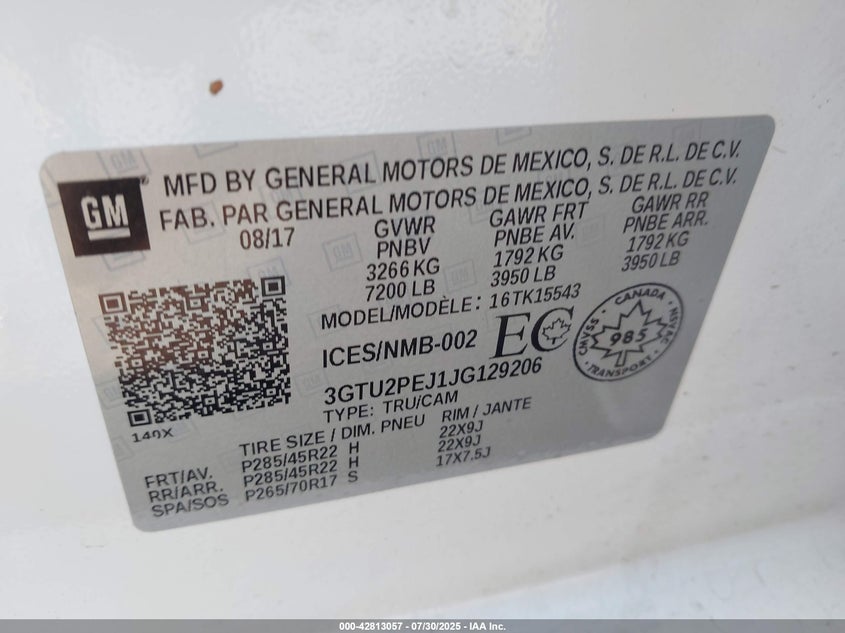 GM
MFD BY GENERAL MOTORS DE MEXICO, S. DE R.L. DE C.V.
FAB. PAR GENERAL MOTORS DE MEXICO, S. DE R.L. DE C.V.
08/17 GVWR GAWR FRT GAWR RR
PNBV PNBE AV. PNBE ARR.
3266 KG 1792 KG 1792 KG
7200 LB 3950 LB 3950 LB
MODEL/MODÈLE: 16TK15543
ICES/NMB-002 EC
CANADA
CMVSS 985 NSVAC
TRANSPORT
3GTU2PEJ1JG129206
TYPE: TRU/CAM
140X
TIRE SIZE / DIM. PNEU RIM / JANTE
FRT/AV. P285/45R22 H 22X9J
RR/ARR. P285/45R22 H 22X9J
SPA/SOS P265/70R17 S 17X7.5J
000-42813057 - 07/30/2025 - IAA Inc.